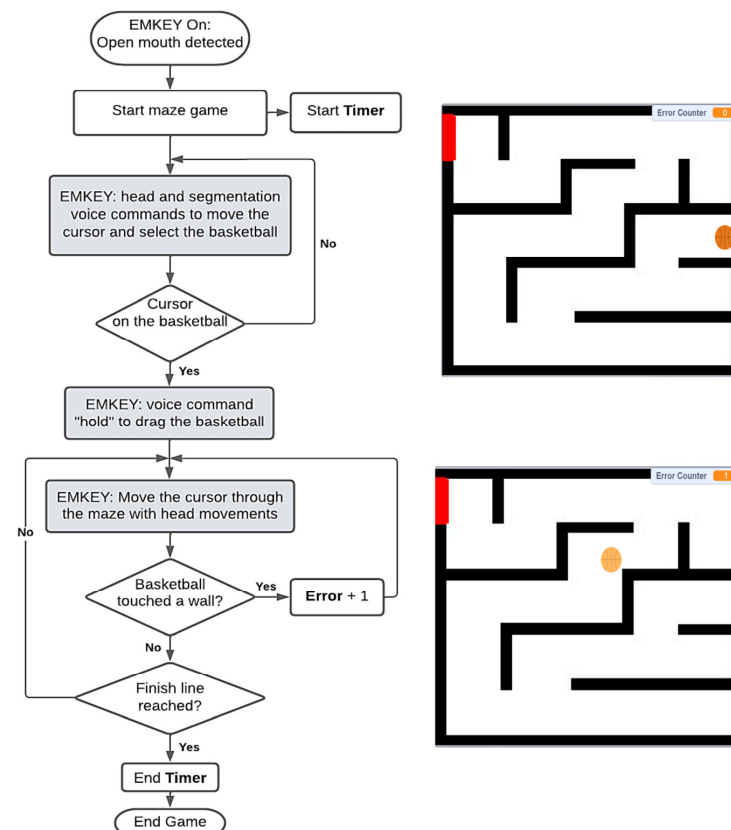 EMKEY On:
Open mouth detected
Start maze game
Start Timer
EMKEY: head and segmentation
voice commands to move the
cursor and select the basketball
No
Cursor
on the basketball
Yes
EMKEY: voice command
"hold" to drag the basketball
EMKEY: Move the cursor through
the maze with head movements
No
Basketball
touched a wall?
Yes
Error + 1
No
Finish line
reached?
Yes
End Timer
End Game
Error Counter 0
Error Counter 1